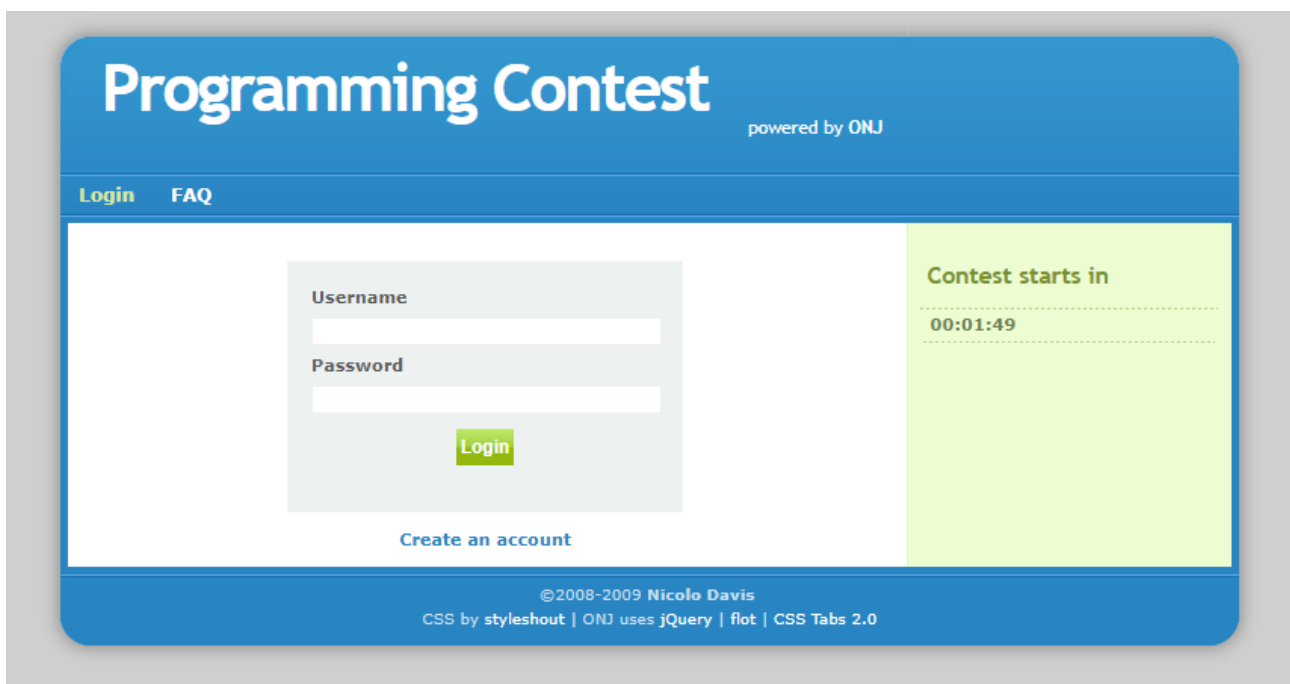 Programming Contest
powered by ONJ
Login FAQ
Username
Password
Login
Create an account
Contest starts in
00:01:49
©2008-2009 Nicolo Davis
CSS by styleshout | ONJ uses jQuery | flot | CSS Tabs 2.0